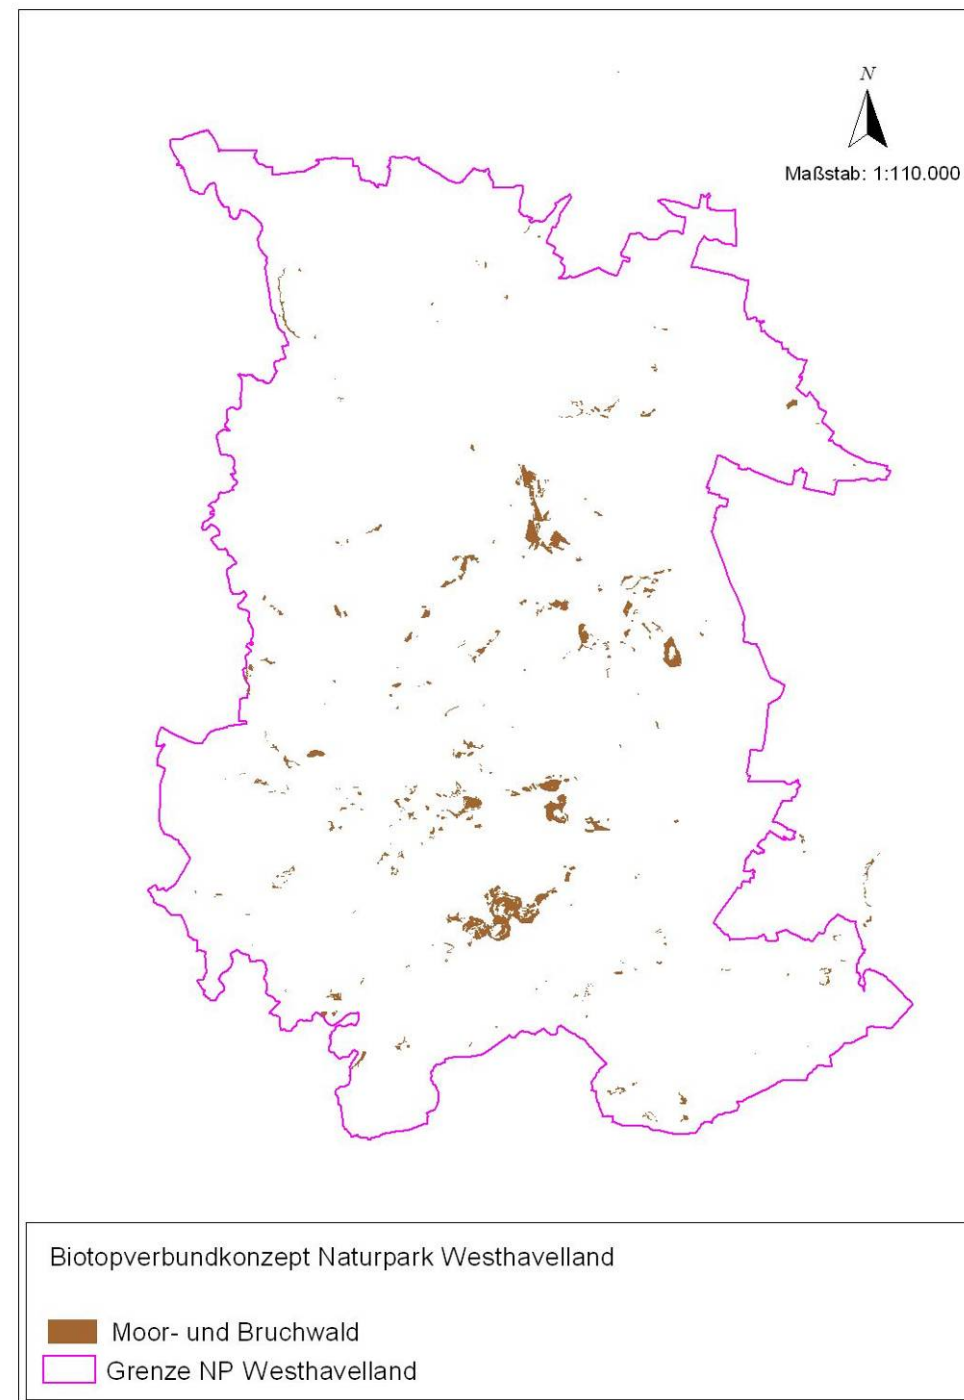 N
Maßstab: 1:110.000
Biotopverbundkonzept Naturpark Westhavelland
Moor- und Bruchwald
Grenze NP Westhavelland